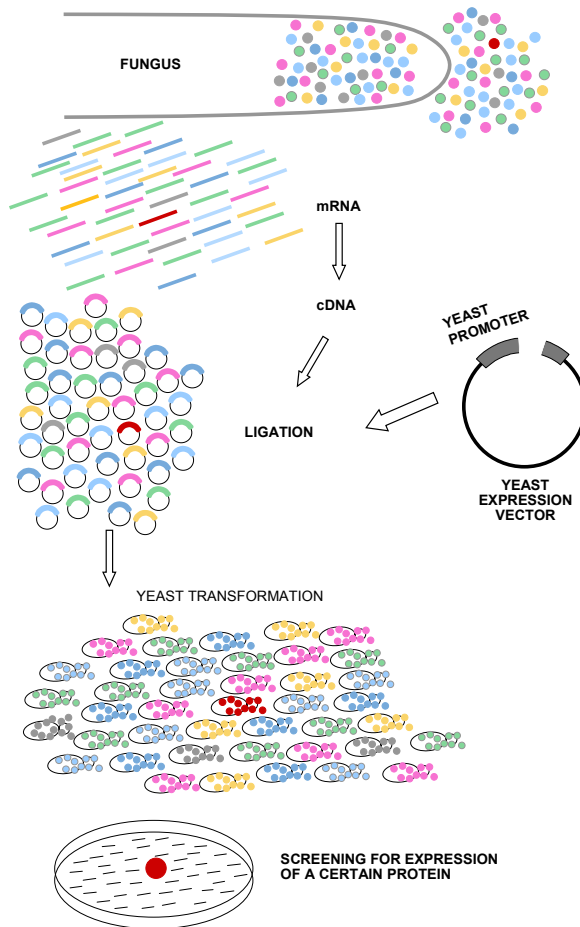 FUNGUS
mRNA
cDNA
YEAST
PROMOTER
LIGATION
YEAST
EXPRESSION
VECTOR
YEAST TRANSFORMATION
SCREENING FOR EXPRESSION
OF A CERTAIN PROTEIN